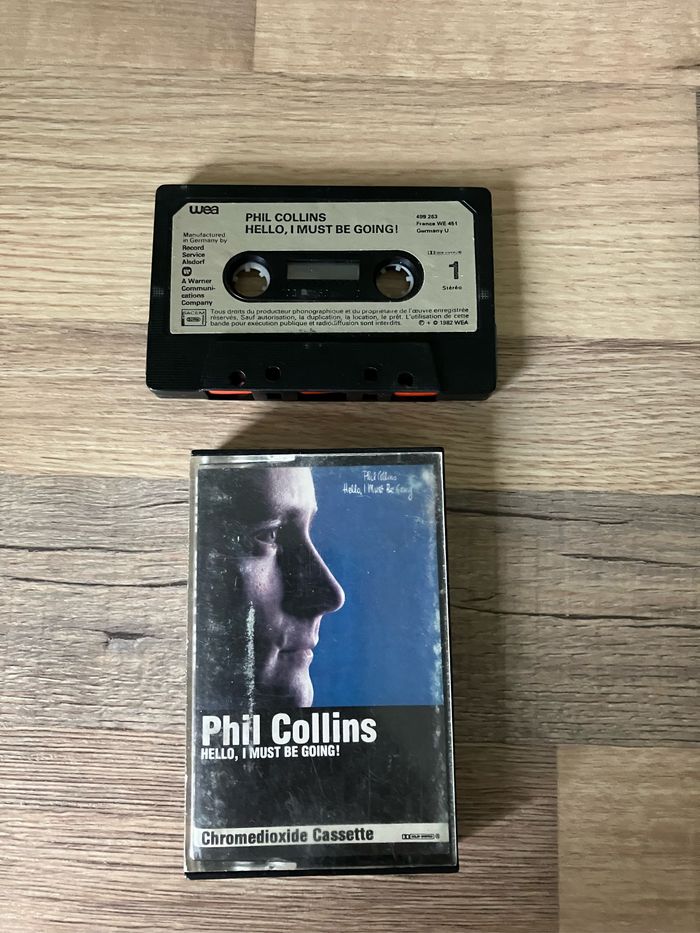 wea
PHIL COLLINS
HELLO, I MUST BE GOING!
499 263
France WE 451
Germany U
Manufactured
in Germany by
Record
Service
Alsdorf
A Warner
Communi-
cations
Company
1
Stéréo
SACEM
Tous droits du producteur phonographique et du propriétaire de l'œuvre enregistrée
réservés. Sauf autorisation, la duplication, la location, le prêt. L'utilisation de cette
bande pour exécution publique et radio-diffusion sont interdits.
℗ + © 1982 WEA
Phil Collins
Hello, I Must Be Going
Phil Collins
HELLO, I MUST BE GOING!
Chromedioxide Cassette